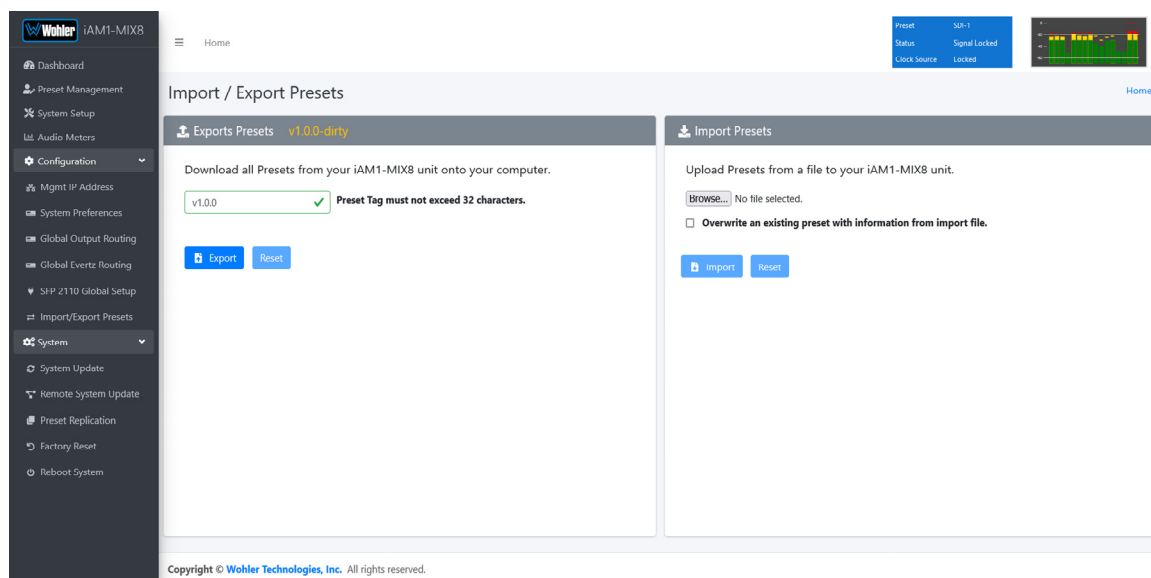 Wohler iAM1-MIX8
Dashboard
Preset Management
System Setup
Audio Meters
Configuration
Mgmt IP Address
System Preferences
Global Output Routing
Global Evertz Routing
SFP 2110 Global Setup
Import/Export Presets
System
System Update
Remote System Update
Preset Replication
Factory Reset
Reboot System
Home
Preset SDI-1
Status Signal Locked
Clock Source Locked
Import / Export Presets
Home
Exports Presets v1.0.0-dirty
Download all Presets from your iAM1-MIX8 unit onto your computer.
v1.0.0 Preset Tag must not exceed 32 characters.
Export Reset
Import Presets
Upload Presets from a file to your iAM1-MIX8 unit.
Browse... No file selected.
Overwrite an existing preset with information from import file.
Import Reset
Copyright © Wohler Technologies, Inc. All rights reserved.